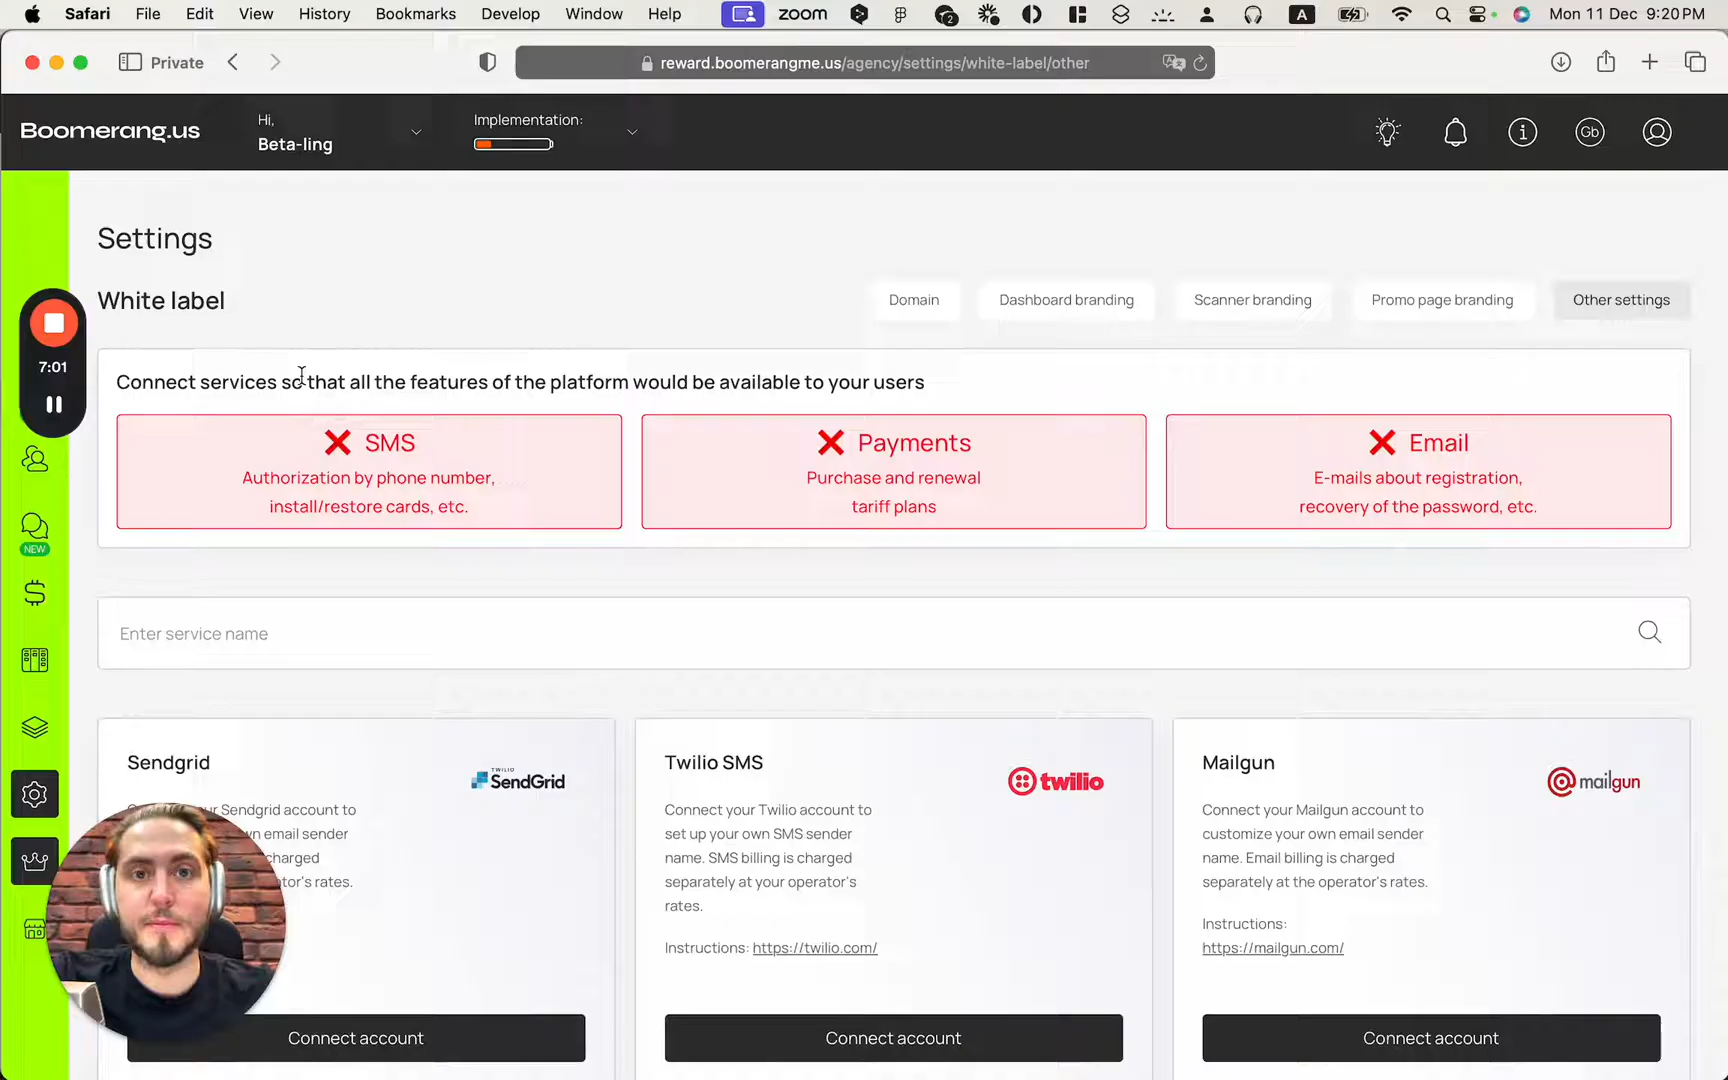 Safari File Edit View History Bookmarks Develop Window Help zoom 2 A Mon 11 Dec 9:20 PM
Private reward.boomerangme.us/agency/settings/white-label/other
Boomerang.us
Hi,
Beta-ling
Implementation:
Gb
Settings
White label
Domain Dashboard branding Scanner branding Promo page branding Other settings
7:01
Connect services so that all the features of the platform would be available to your users
SMS
Authorization by phone number,
install/restore cards, etc.
Payments
Purchase and renewal
tariff plans
Email
E-mails about registration,
recovery of the password, etc.
NEW
Enter service name
Sendgrid
TWILIO
SendGrid
ur Sendgrid account to
wn email sender
charged
tor's rates.
Connect account
Twilio SMS
twilio
Connect your Twilio account to
set up your own SMS sender
name. SMS billing is charged
separately at your operator's
rates.
Instructions: https://twilio.com/
Connect account
Mailgun
mailgun
Connect your Mailgun account to
customize your own email sender
name. Email billing is charged
separately at the operator's rates.
Instructions:
https://mailgun.com/
Connect account